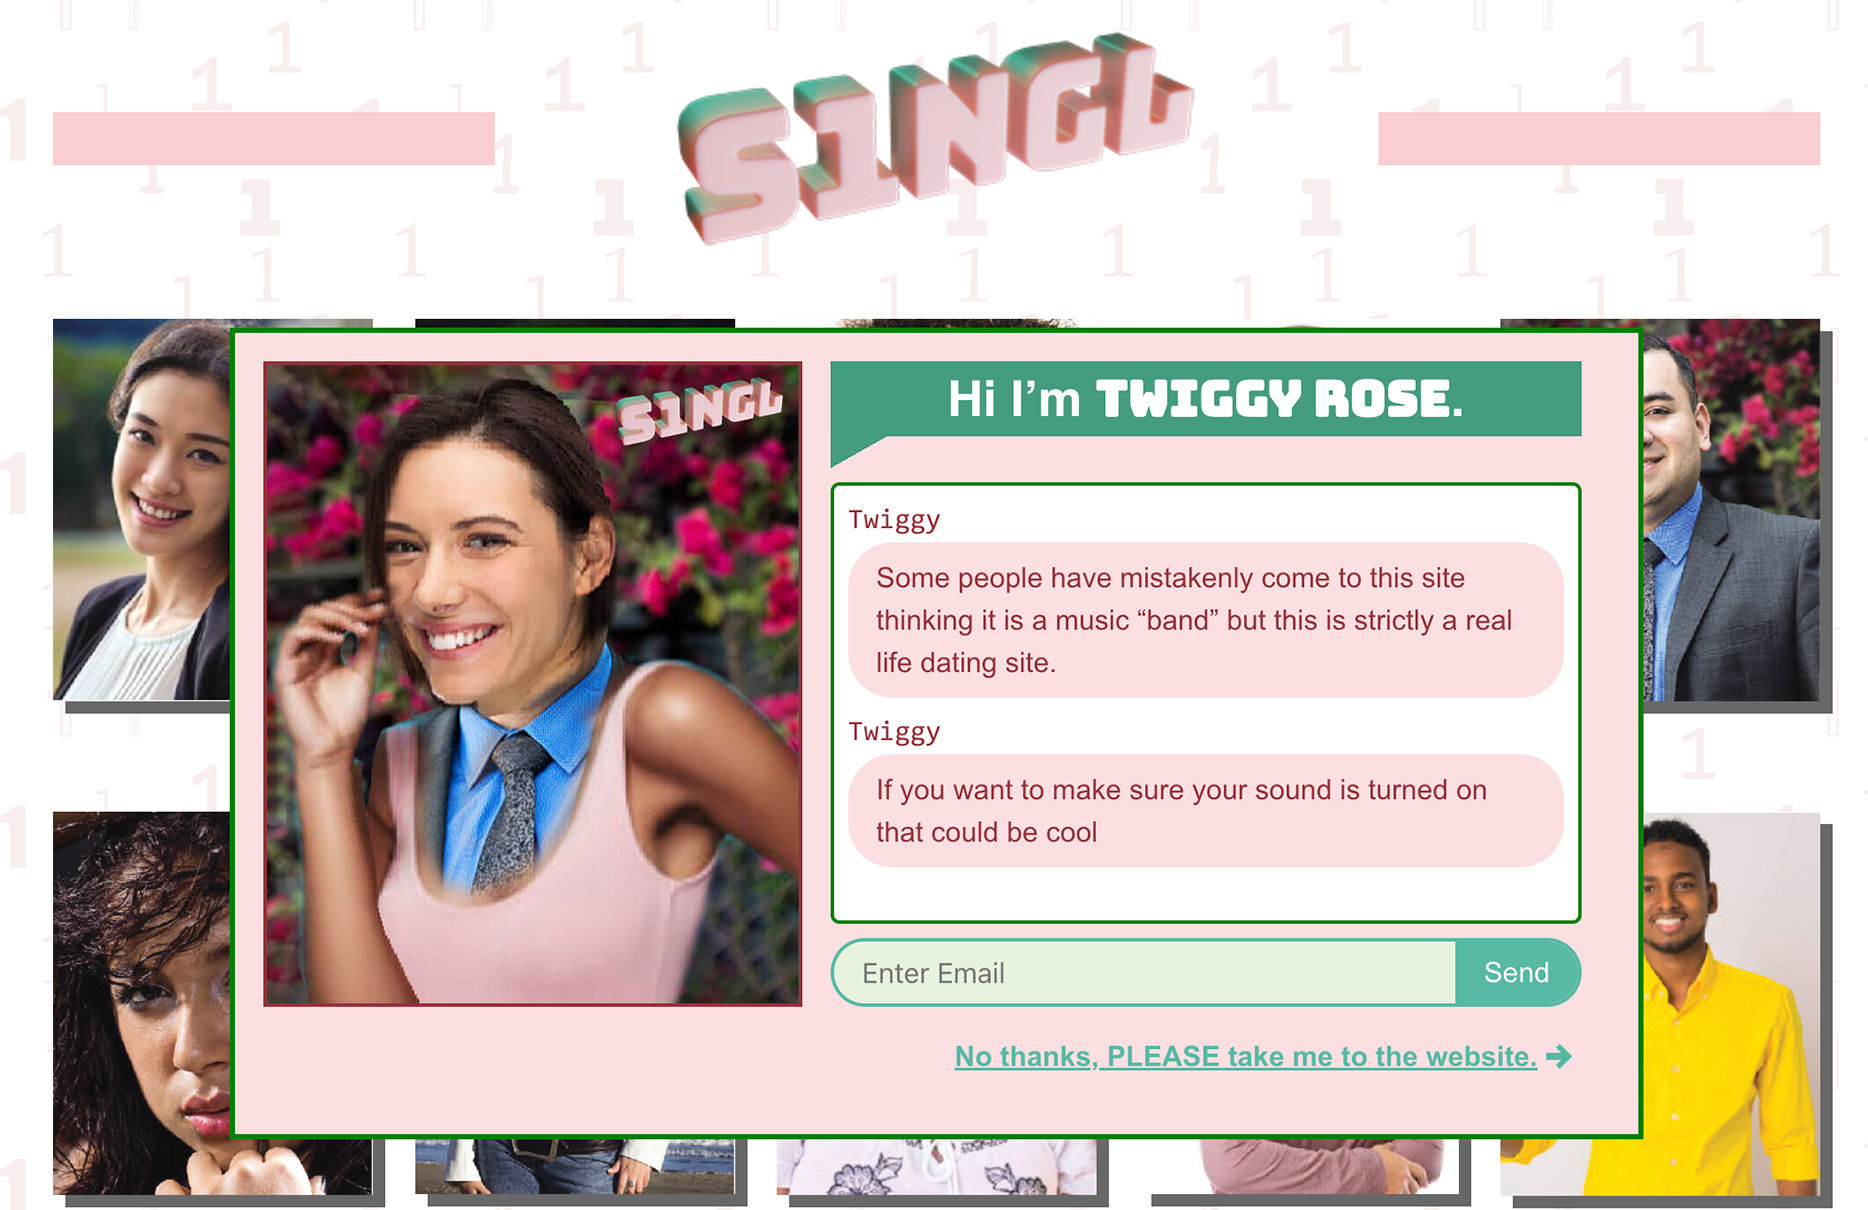 S1NGL
S1NGL
Hi I’m TWIGGY ROSE.
Twiggy
Some people have mistakenly come to this site
thinking it is a music “band” but this is strictly a real
life dating site.
Twiggy
If you want to make sure your sound is turned on
that could be cool
Enter Email
Send
No thanks, PLEASE take me to the website. →